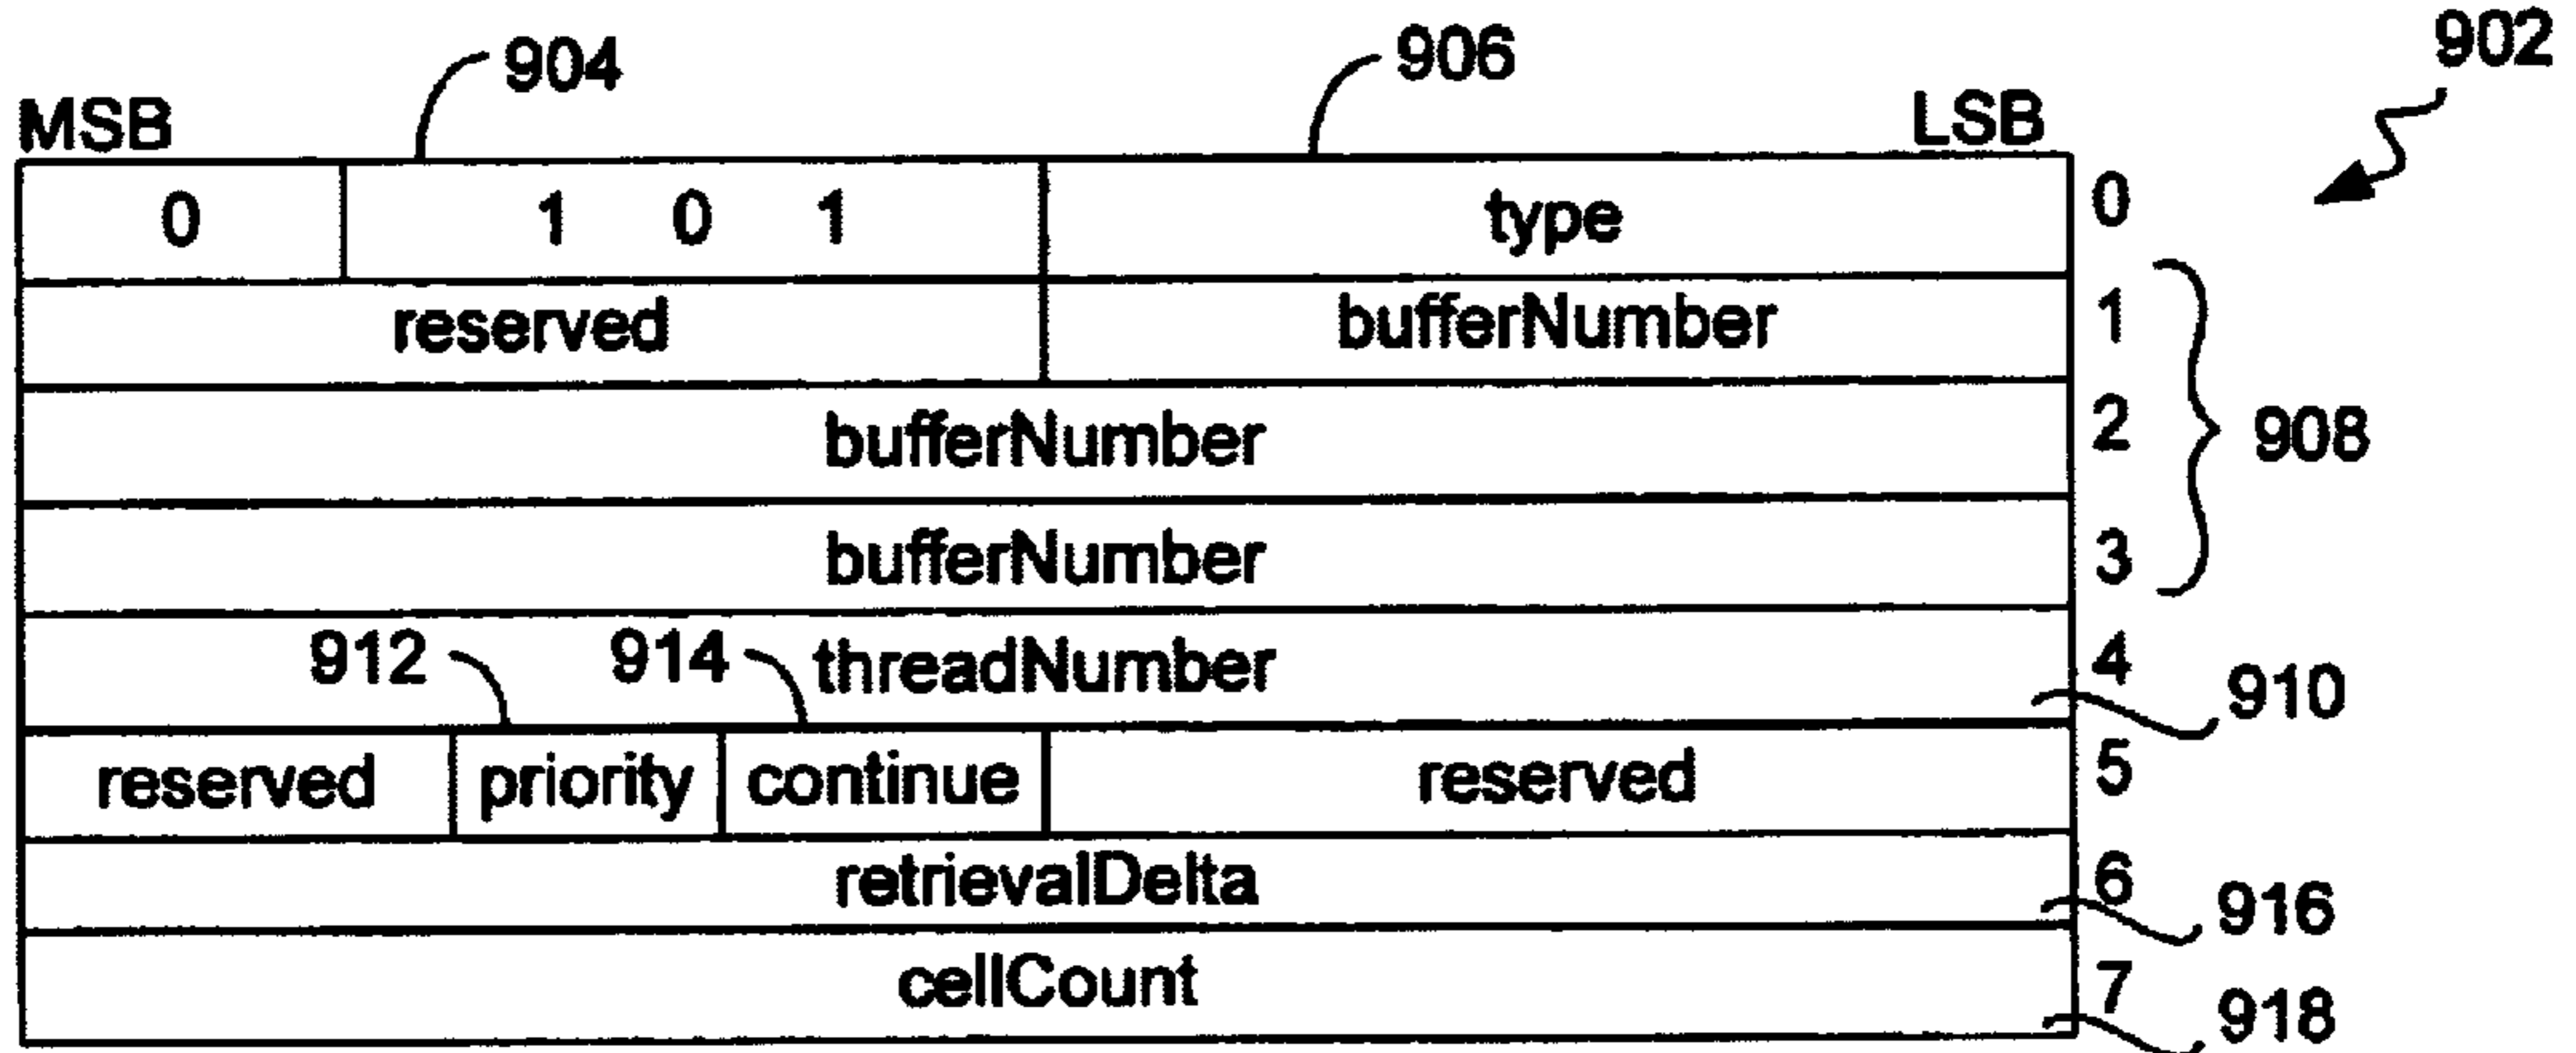 904 906 902
MSB LSB
0 1 0 1 type 0
reserved bufferNumber 1
bufferNumber 2
908
bufferNumber 3
912 914 threadNumber 4
910
reserved priority continue reserved 5
retrievalDelta 6
916
cellCount 7
918